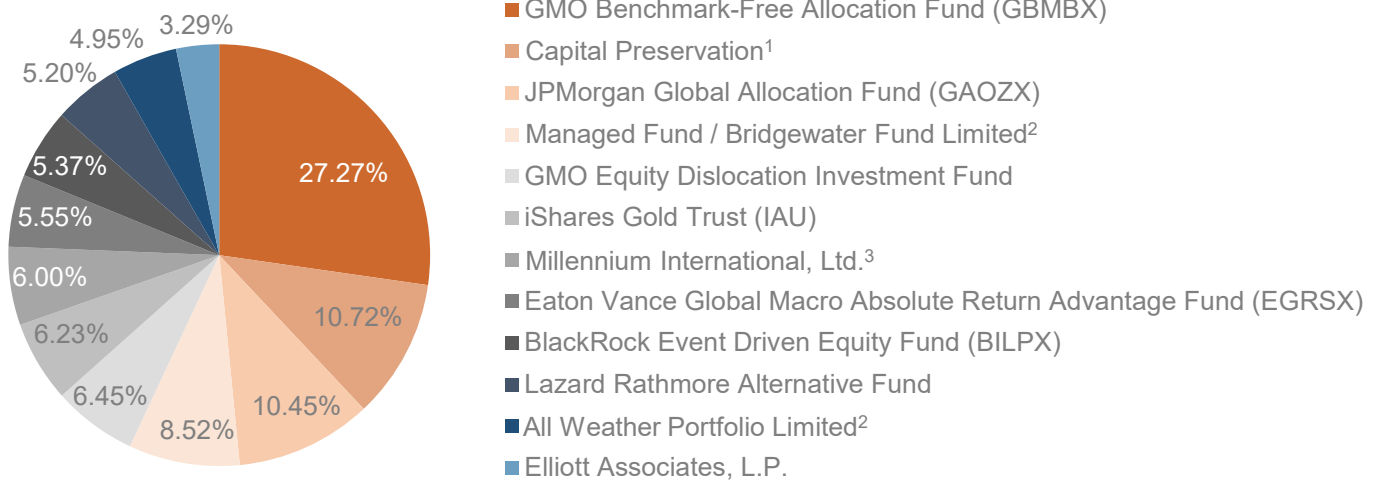 GMO Benchmark-Free Allocation Fund (GBMBX)
Capital Preservation¹
JPMorgan Global Allocation Fund (GAOZX)
Managed Fund / Bridgewater Fund Limited²
GMO Equity Dislocation Investment Fund
iShares Gold Trust (IAU)
Millennium International, Ltd.³
Eaton Vance Global Macro Absolute Return Advantage Fund (EGRSX)
BlackRock Event Driven Equity Fund (BILPX)
Lazard Rathmore Alternative Fund
All Weather Portfolio Limited²
Elliott Associates, L.P.
27.27%
10.72%
10.45%
8.52%
6.45%
6.23%
6.00%
5.55%
5.37%
5.20%
4.95%
3.29%